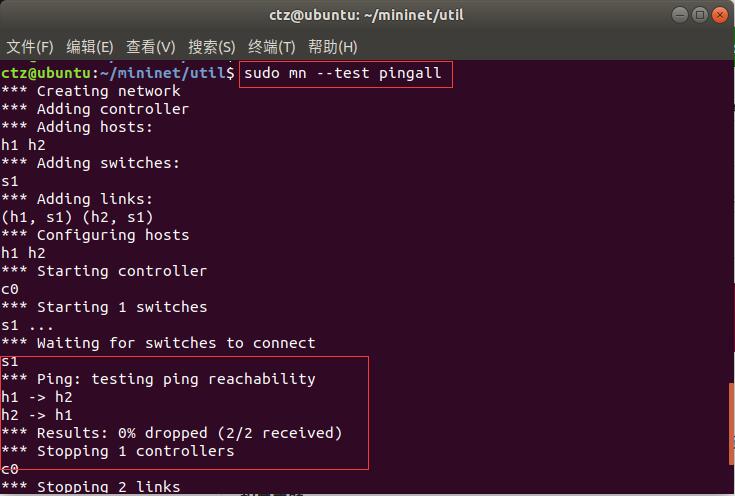 ctz@ubuntu: ~/mininet/util
文件(F) 编辑(E) 查看(V) 搜索(S) 终端(T) 帮助(H)
ctz@ubuntu:~/mininet/util$ sudo mn --test pingall
*** Creating network
*** Adding controller
*** Adding hosts:
h1 h2
*** Adding switches:
s1
*** Adding links:
(h1, s1) (h2, s1)
*** Configuring hosts
h1 h2
*** Starting controller
c0
*** Starting 1 switches
s1 ...
*** Waiting for switches to connect
s1
*** Ping: testing ping reachability
h1 -> h2
h2 -> h1
*** Results: 0% dropped (2/2 received)
*** Stopping 1 controllers
c0
*** Stopping 2 links